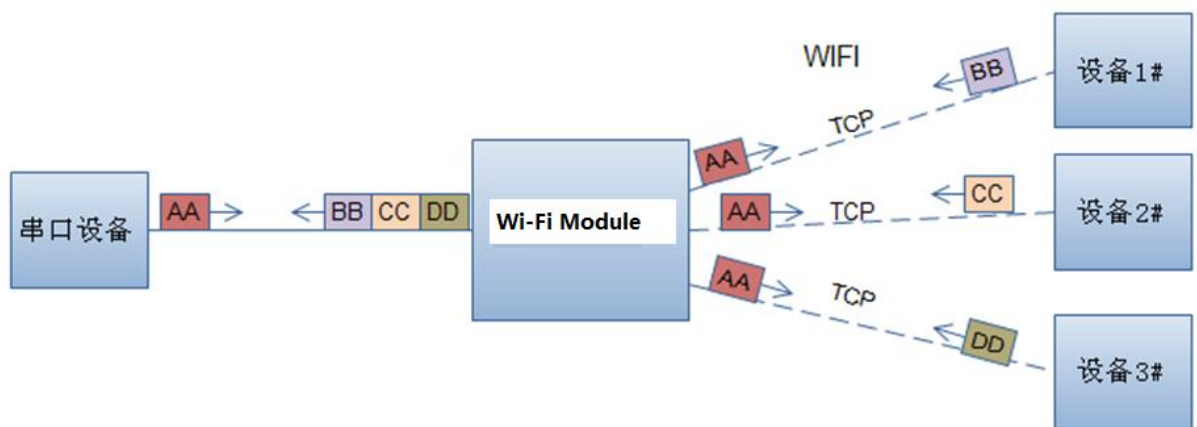 WIFI
设备1#
BB
TCP
AA
串口设备
AA
BB CC DD
Wi-Fi Module
AA
TCP
CC
设备2#
AA
TCP
DD
设备3#